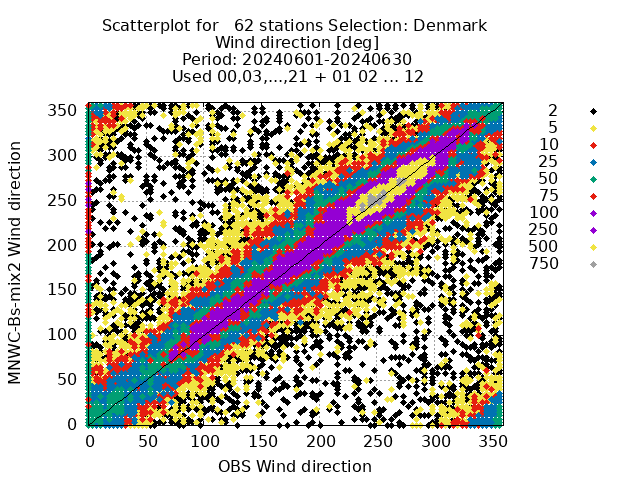 Scatterplot for   62 stations Selection: Denmark
Wind direction [deg]
Period: 20240601-20240630
Used 00,03,...,21 + 01 02 ... 12
MNWC-Bs-mix2 Wind direction
350
300
250
200
150
100
50
0
0 50 100 150 200 250 300 350
OBS Wind direction
2
5
10
25
50
75
100
250
500
750